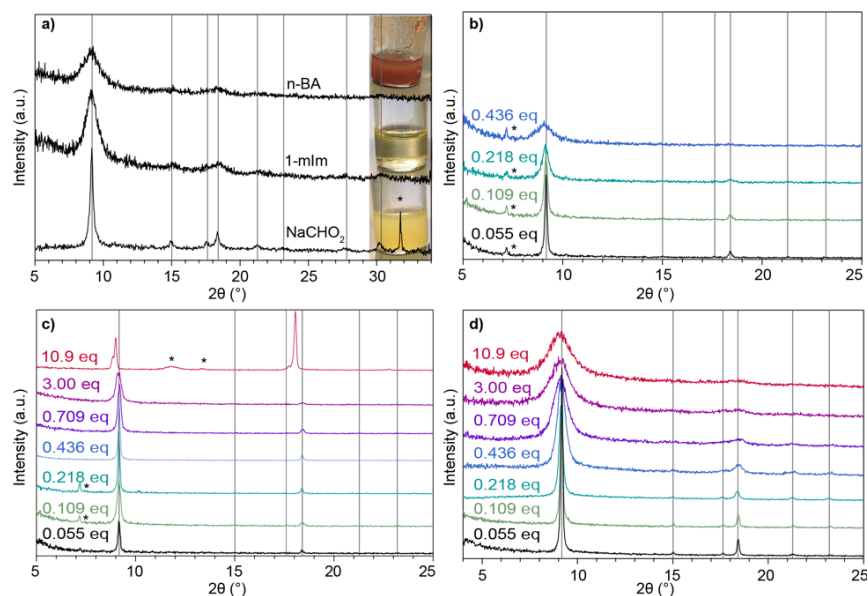 a)
n-BA
1-mIm
*
NaCHO₂
Intensity (a.u.)
5 10 15 20 25 30
2θ (°)
b)
0.436 eq
*
0.218 eq
*
0.109 eq
*
0.055 eq
*
Intensity (a.u.)
5 10 15 20 25
2θ (°)
c)
10.9 eq
* *
3.00 eq
0.709 eq
0.436 eq
0.218 eq
*
0.109 eq
*
0.055 eq
Intensity (a.u.)
5 10 15 20 25
2θ (°)
d)
10.9 eq
3.00 eq
0.709 eq
0.436 eq
0.218 eq
0.109 eq
0.055 eq
Intensity (a.u.)
5 10 15 20 25
2θ (°)